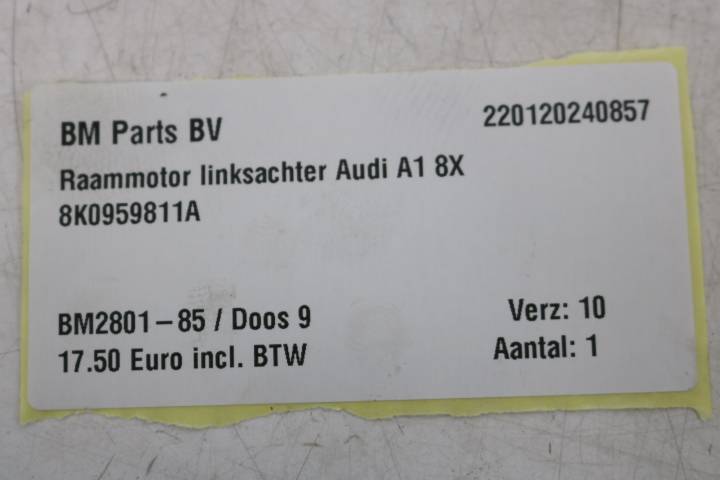 BM Parts BV
220120240857
Raammotor linksachter Audi A1 8X
8K0959811A
BM2801-85 / Doos 9
Verz: 10
17.50 Euro incl. BTW
Aantal: 1